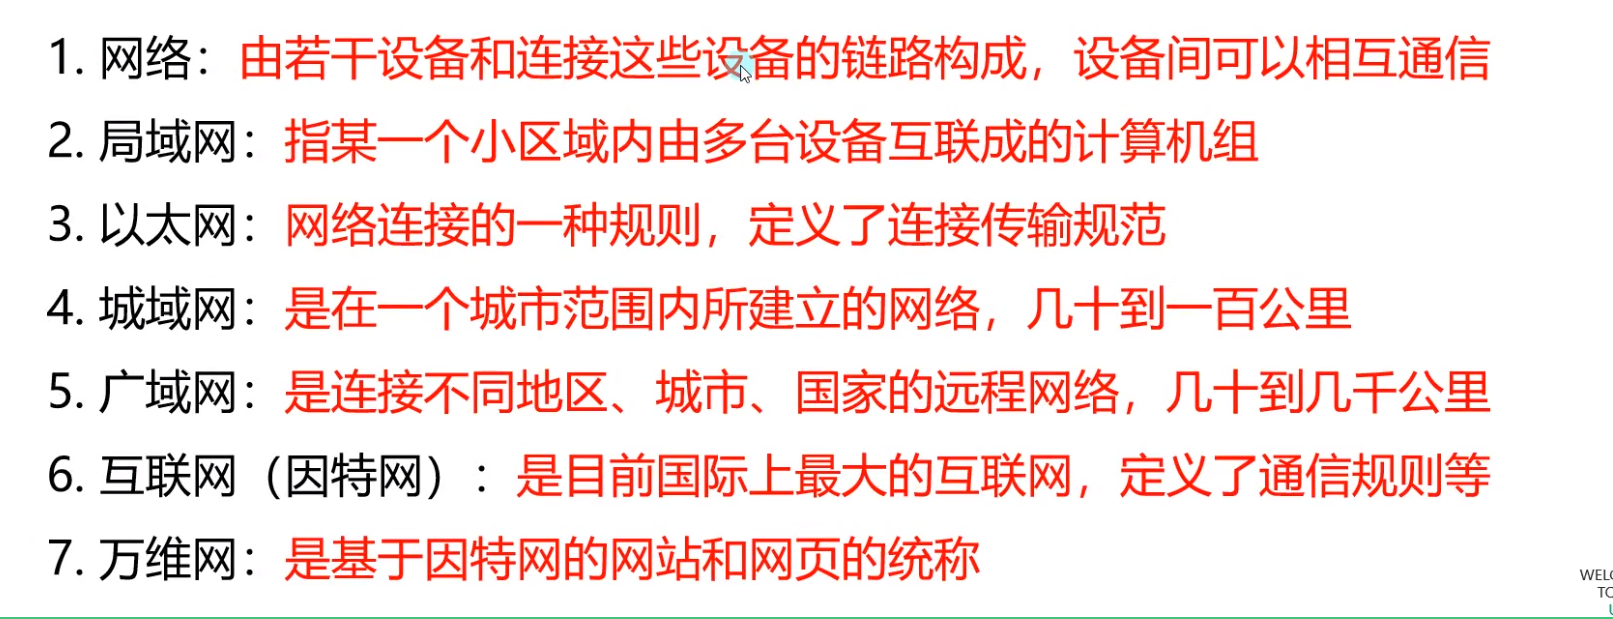 1. 网络：由若干设备和连接这些设备的链路构成，设备间可以相互通信
2. 局域网：指某一个小区域内由多台设备互联成的计算机组
3. 以太网：网络连接的一种规则，定义了连接传输规范
4. 城域网：是在一个城市范围内所建立的网络，几十到一百公里
5. 广域网：是连接不同地区、城市、国家的远程网络，几十到几千公里
6. 互联网（因特网）：是目前国际上最大的互联网，定义了通信规则等
7. 万维网：是基于因特网的网站和网页的统称